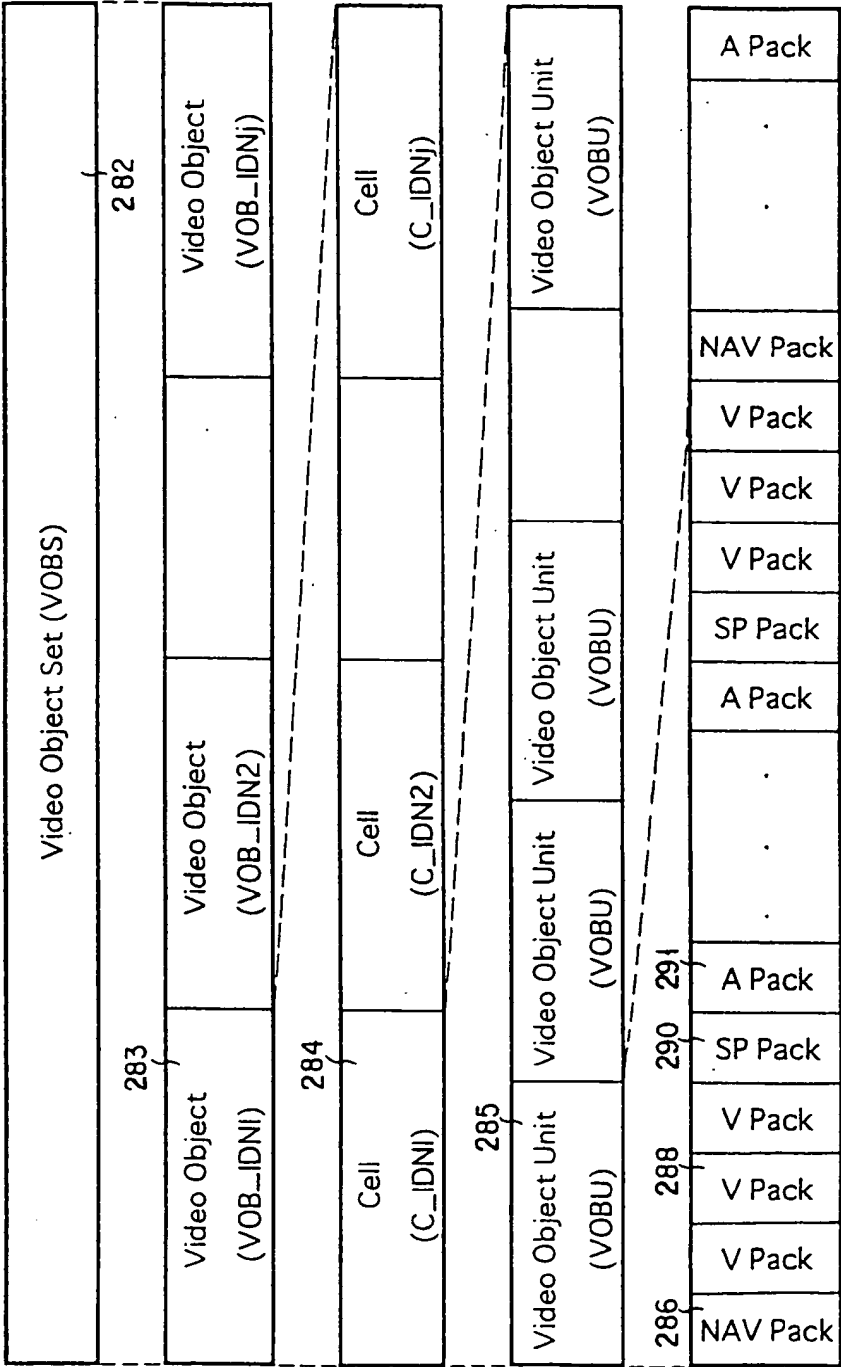 Video Object Set (VOBS)
282
283
Video Object
(VOB_IDN1)
Video Object
(VOB_IDN2)
Video Object
(VOB_IDNj)
284
Cell
(C_IDN1)
Cell
(C_IDN2)
Cell
(C_IDNj)
285
Video Object Unit
(VOBU)
Video Object Unit
(VOBU)
Video Object Unit
(VOBU)
Video Object Unit
(VOBU)
286
288
290
291
NAV Pack
V Pack
V Pack
V Pack
SP Pack
A Pack
. . .
A Pack
SP Pack
V Pack
V Pack
V Pack
NAV Pack
. .
A Pack